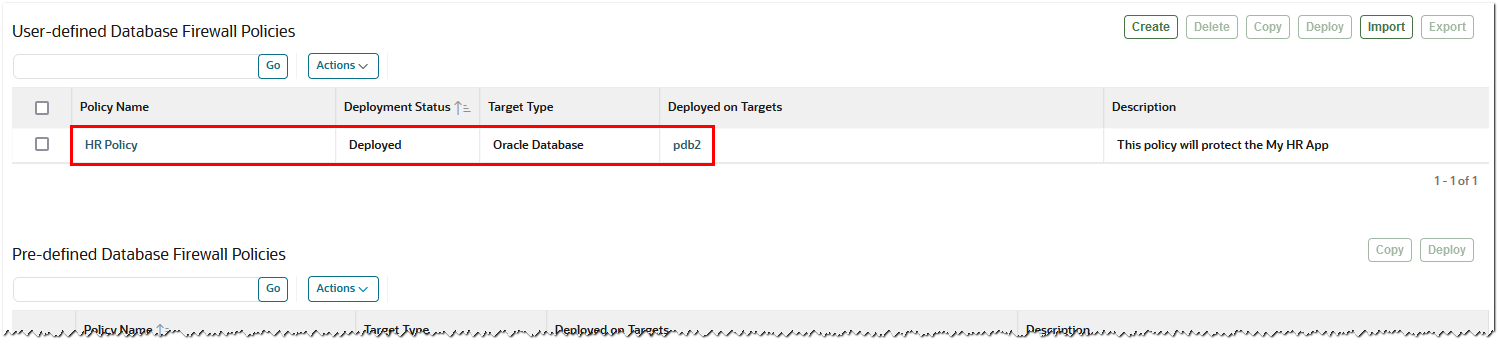 User-defined Database Firewall Policies
Create Delete Copy Deploy Import Export
Go Actions
Policy Name Deployment Status Target Type Deployed on Targets Description
HR Policy Deployed Oracle Database pdb2 This policy will protect the My HR App
1 - 1 of 1
Pre-defined Database Firewall Policies
Copy Deploy
Go Actions
Policy Name Target Type Deployed on Targets Description